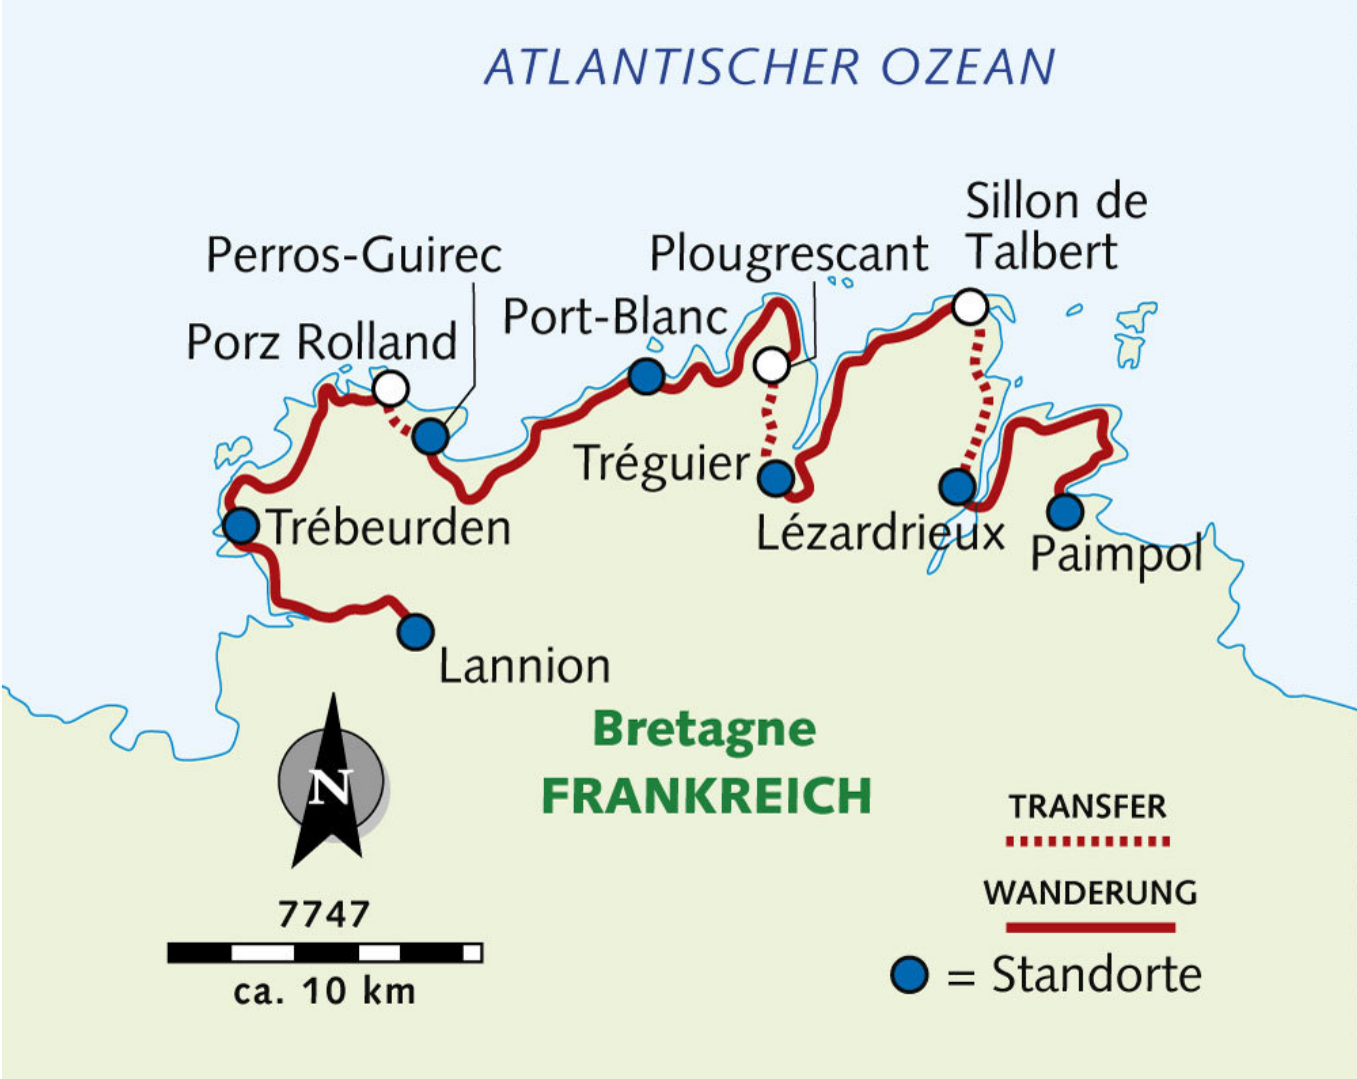 ATLANTISCHER OZEAN
Sillon de
Talbert
Perros-Guirec
Plougrescant
Port-Blanc
Porz Rolland
Tréguier
Trébeurden
Lézardrieux
Paimpol
Lannion
Bretagne
FRANKREICH
N
7747
ca. 10 km
TRANSFER
WANDERUNG
= Standorte